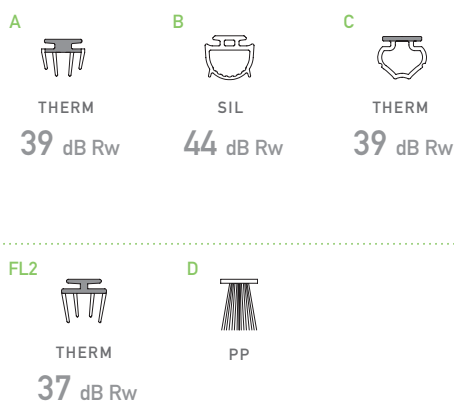 A B C
THERM SIL THERM
39 dB Rw 44 dB Rw 39 dB Rw
FL2 D
THERM PP
37 dB Rw